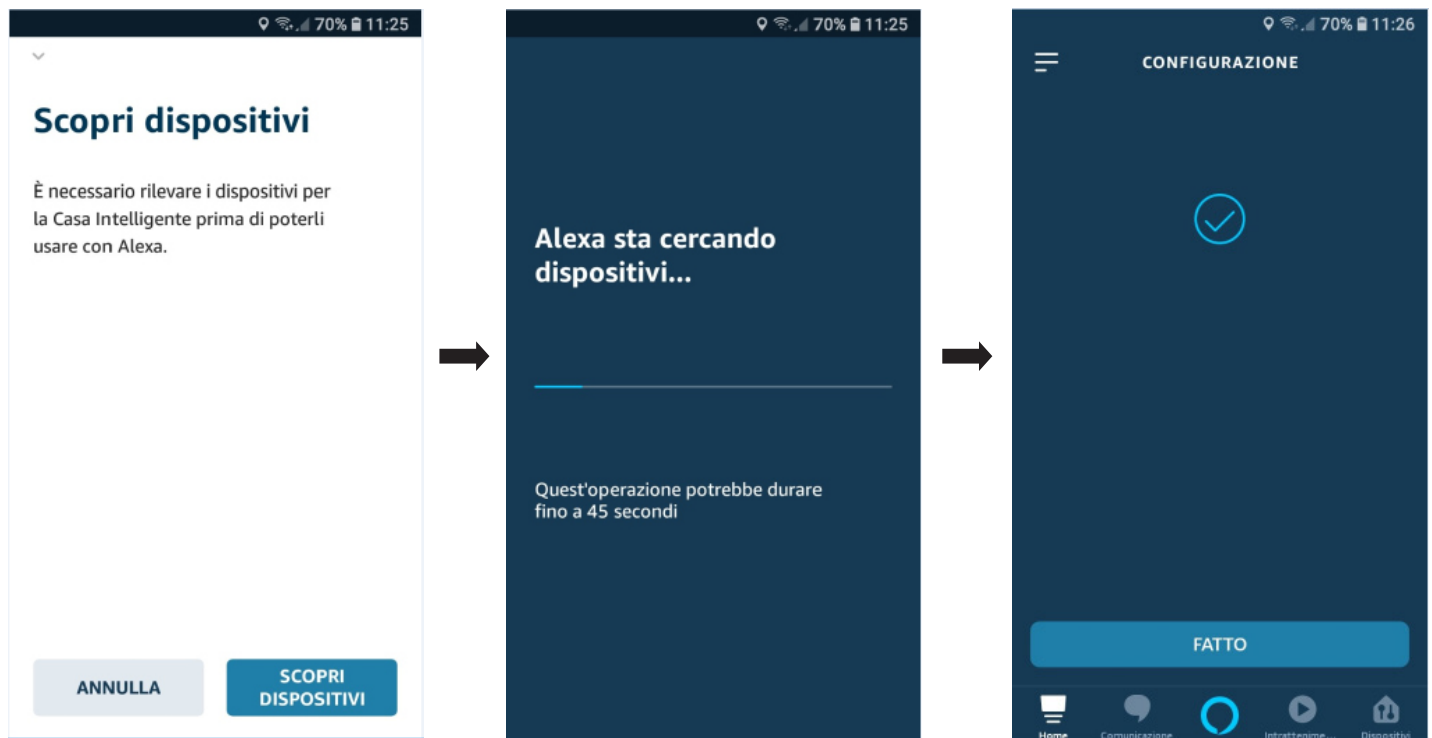 70% 11:25
Scopri dispositivi
È necessario rilevare i dispositivi per
la Casa Intelligente prima di poterli
usare con Alexa.
ANNULLA
SCOPRI
DISPOSITIVI
70% 11:25
Alexa sta cercando
dispositivi...
Quest'operazione potrebbe durare
fino a 45 secondi
70% 11:26
CONFIGURAZIONE
FATTO
Home Comunicazione Intrattenime... Dispositivi